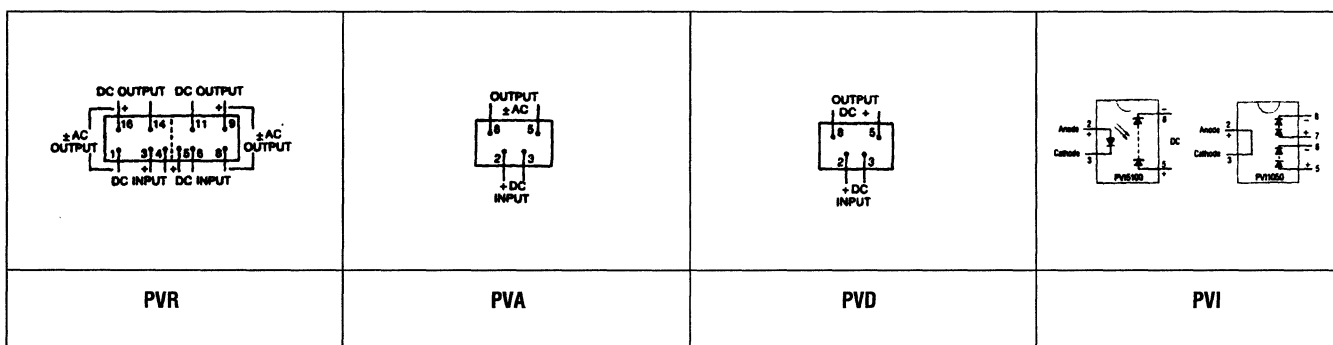 DC OUTPUT DC OUTPUT
+ +
16 14 11 9
± AC OUTPUT
± AC OUTPUT
1 3 4 5 6 8
+ +
DC INPUT DC INPUT
PVR
OUTPUT
± AC
8 5
2 3
+ DC
INPUT
PVA
OUTPUT
DC +
8 5
2 3
+ DC
INPUT
PVD
Anode 2
+
Cathode
3
−
8
DC
5
+
PVI5100
Anode 2
+
Cathode
3
8
−
+ 7
6
−
+ 5
PVI1050
PVI